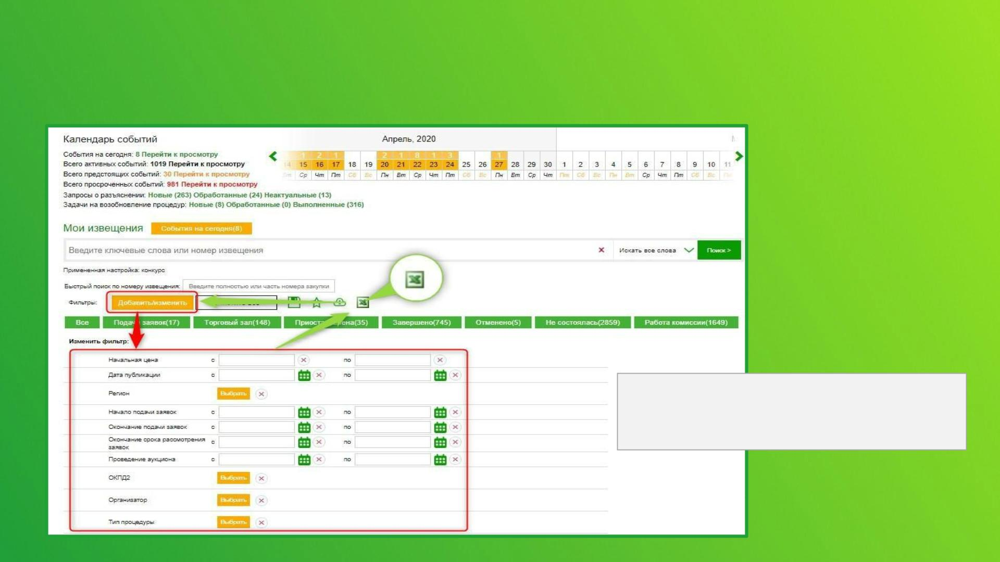 Календарь событий
Апрель, 2020
События на сегодня: 8 Перейти к просмотру
Всего активных событий: 1019 Перейти к просмотру
Всего предстоящих событий: 30 Перейти к просмотру
Всего просроченных событий: 981 Перейти к просмотру
Запросы о разъяснении: Новые (263) Обработанные (24) Неактуальные (13)
Задачи на возобновление процедур: Новые (8) Обработанные (0) Выполненные (316)
1 2 1 2 1 8 1 3 1
14 15 16 17 18 19 20 21 22 23 24 25 26 27 28 29 30 1 2 3 4 5 6 7 8 9 10 11
Вт Ср Чт Пт Сб Вс Пн Вт Ср Чт Пт Сб Вс Пн Вт Ср Чт Пт Сб Вс Пн Вт Ср Чт Пт Сб Вс Пн
Мои извещения События на сегодня(8)
Введите ключевые слова или номер извещения
Искать все слова
Поиск >
Примененная настройка: конкурс
Быстрый поиск по номеру извещения: Введите полностью или часть номера закупки
Фильтры: Добавить/изменить
Все Подача заявок(17) Торговый зал(148) Приостановлена(35) Завершено(745) Отменено(5) Не состоялась(2859) Работа комиссии(1649)
Изменить фильтр:
Начальная цена с по
Дата публикации с по
Регион Выбрать
Начало подачи заявок с по
Окончание подачи заявок с по
Окончание срока рассмотрения
заявок с по
Проведение аукциона с по
ОКПД2 Выбрать
Организатор Выбрать
Тип процедуры Выбрать